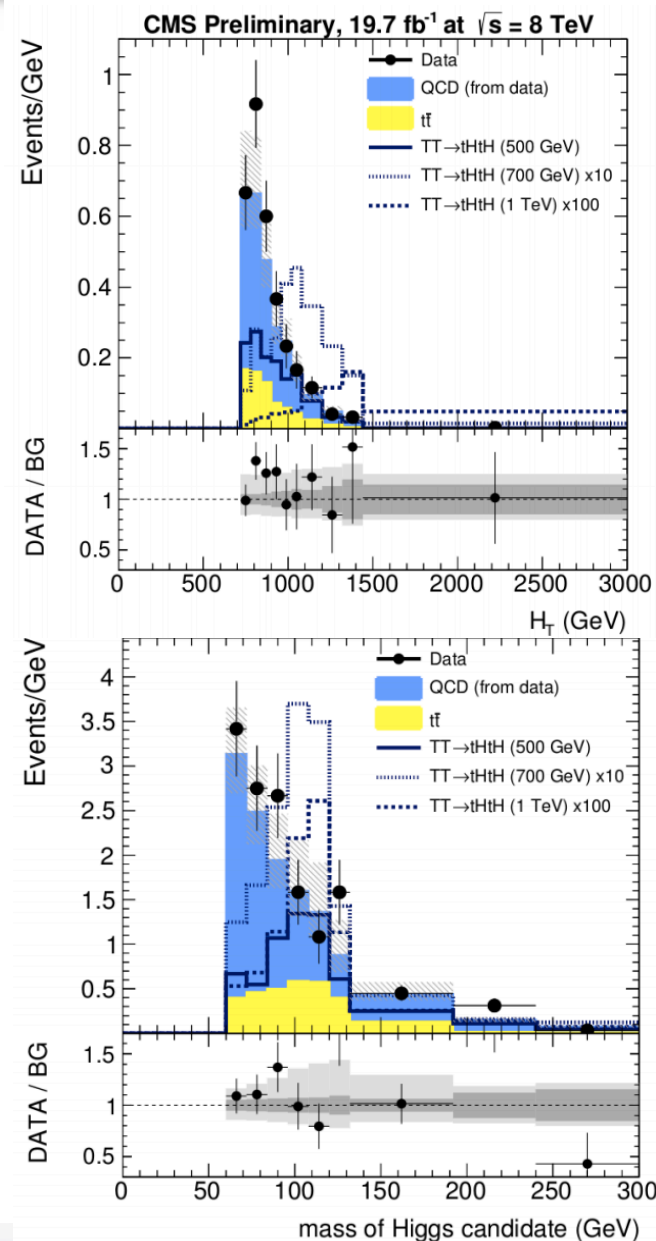 CMS Preliminary, 19.7 fb⁻¹ at √s = 8 TeV
Events/GeV
1
0.8
0.6
0.4
0.2
Data
QCD (from data)
tt̄
TT→tHtH (500 GeV)
TT→tHtH (700 GeV) x10
TT→tHtH (1 TeV) x100
DATA / BG
1.5
1
0.5
0 500 1000 1500 2000 2500 3000
H_T (GeV)
Events/GeV
4
3.5
3
2.5
2
1.5
1
0.5
Data
QCD (from data)
tt̄
TT→tHtH (500 GeV)
TT→tHtH (700 GeV) x10
TT→tHtH (1 TeV) x100
DATA / BG
1.5
1
0.5
0 50 100 150 200 250 300
mass of Higgs candidate (GeV)